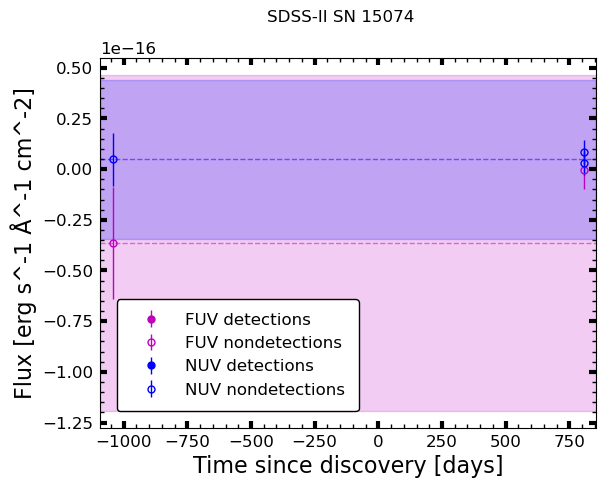 SDSS-II SN 15074
1e−16
0.50
0.25
0.00
−0.25
−0.50
−0.75
−1.00
−1.25
Flux [erg s^-1 Å^-1 cm^-2]
FUV detections
FUV nondetections
NUV detections
NUV nondetections
−1000 −750 −500 −250 0 250 500 750
Time since discovery [days]